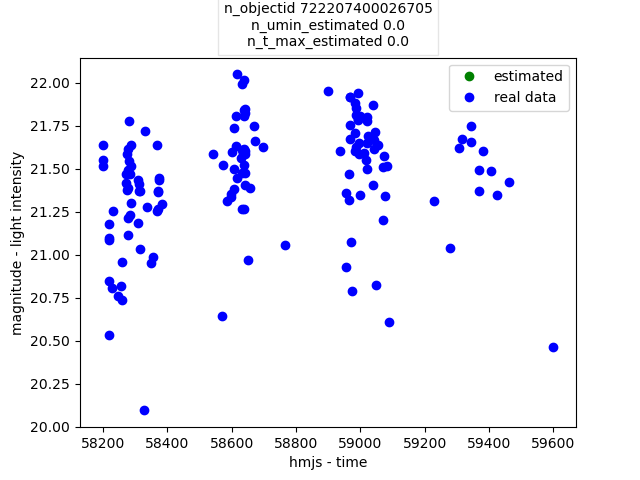 n_objectid 722207400026705
n_umin_estimated 0.0
n_t_max_estimated 0.0
22.00
21.75
21.50
21.25
21.00
20.75
20.50
20.25
20.00
magnitude - light intensity
estimated
real data
58200 58400 58600 58800 59000 59200 59400 59600
hmjs - time